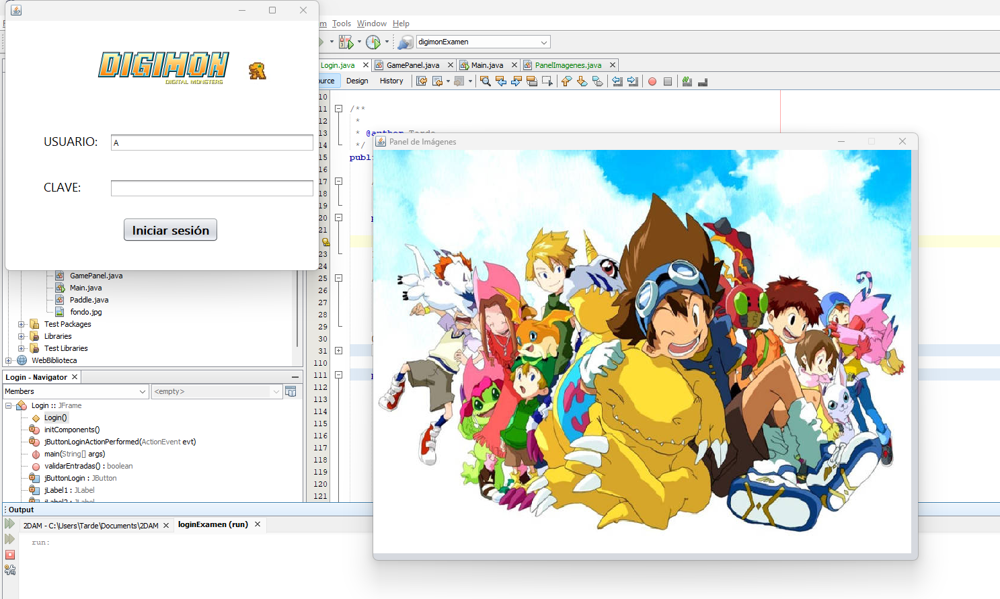 Tools Window Help
digimonExamen
Login.java GamePanel.java Main.java PanelImagenes.java
Design History
DIGIMON
DIGITAL MONSTERS
USUARIO: A
CLAVE:
Iniciar sesión
10
11 /**
12 *
13 * @author Tarde
14 */
15 publi
16
17
18
19
20
21
23
24
25
26
27
28
29
30
31
110
111
112
113
114
115
116
117
118
119
120
121
Panel de Imágenes
GamePanel.java
Main.java
Paddle.java
fondo.jpg
Test Packages
Libraries
Test Libraries
WebBiblioteca
Login - Navigator
Members <empty>
Login :: JFrame
Login()
initComponents()
jButtonLoginActionPerformed(ActionEvent evt)
main(String[] args)
validarEntradas() : boolean
jButtonLogin : JButton
jLabel1 : JLabel
jLabel2 : JLabel
Output
2DAM - C:\Users\Tarde\Documents\2DAM loginExamen (run)
run: